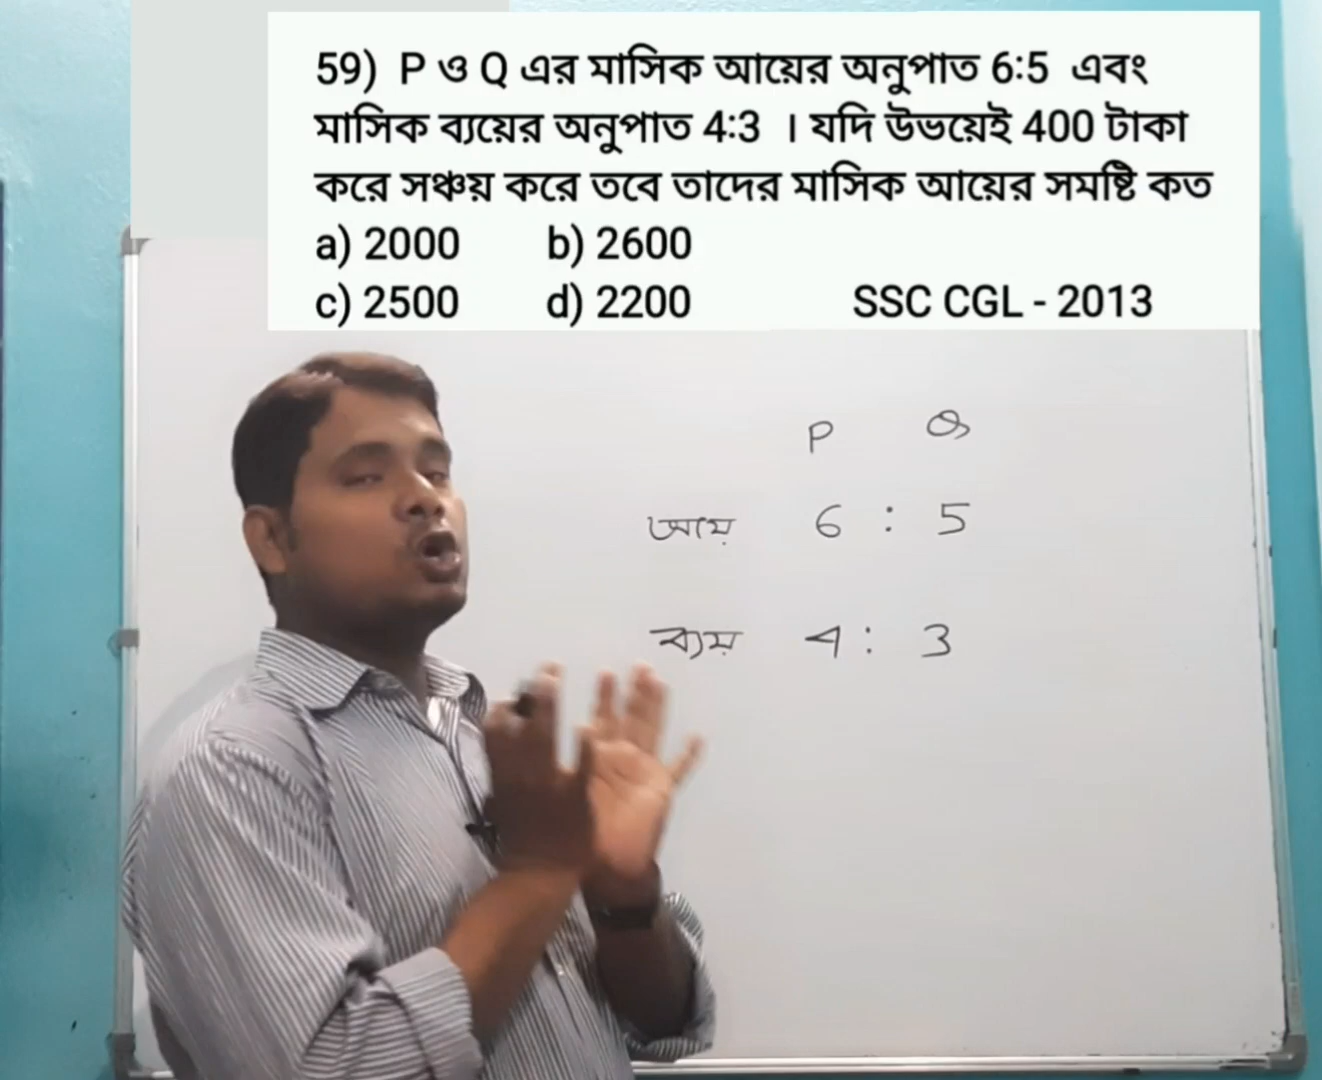 59) P ও Q এর মাসিক আয়ের অনুপাত 6:5 এবং
মাসিক ব্যয়ের অনুপাত 4:3 । যদি উভয়েই 400 টাকা
করে সঞ্চয় করে তবে তাদের মাসিক আয়ের সমষ্টি কত
a) 2000 b) 2600
c) 2500 d) 2200 SSC CGL - 2013
P Q
আয় 6 : 5
ব্যয় 4 : 3